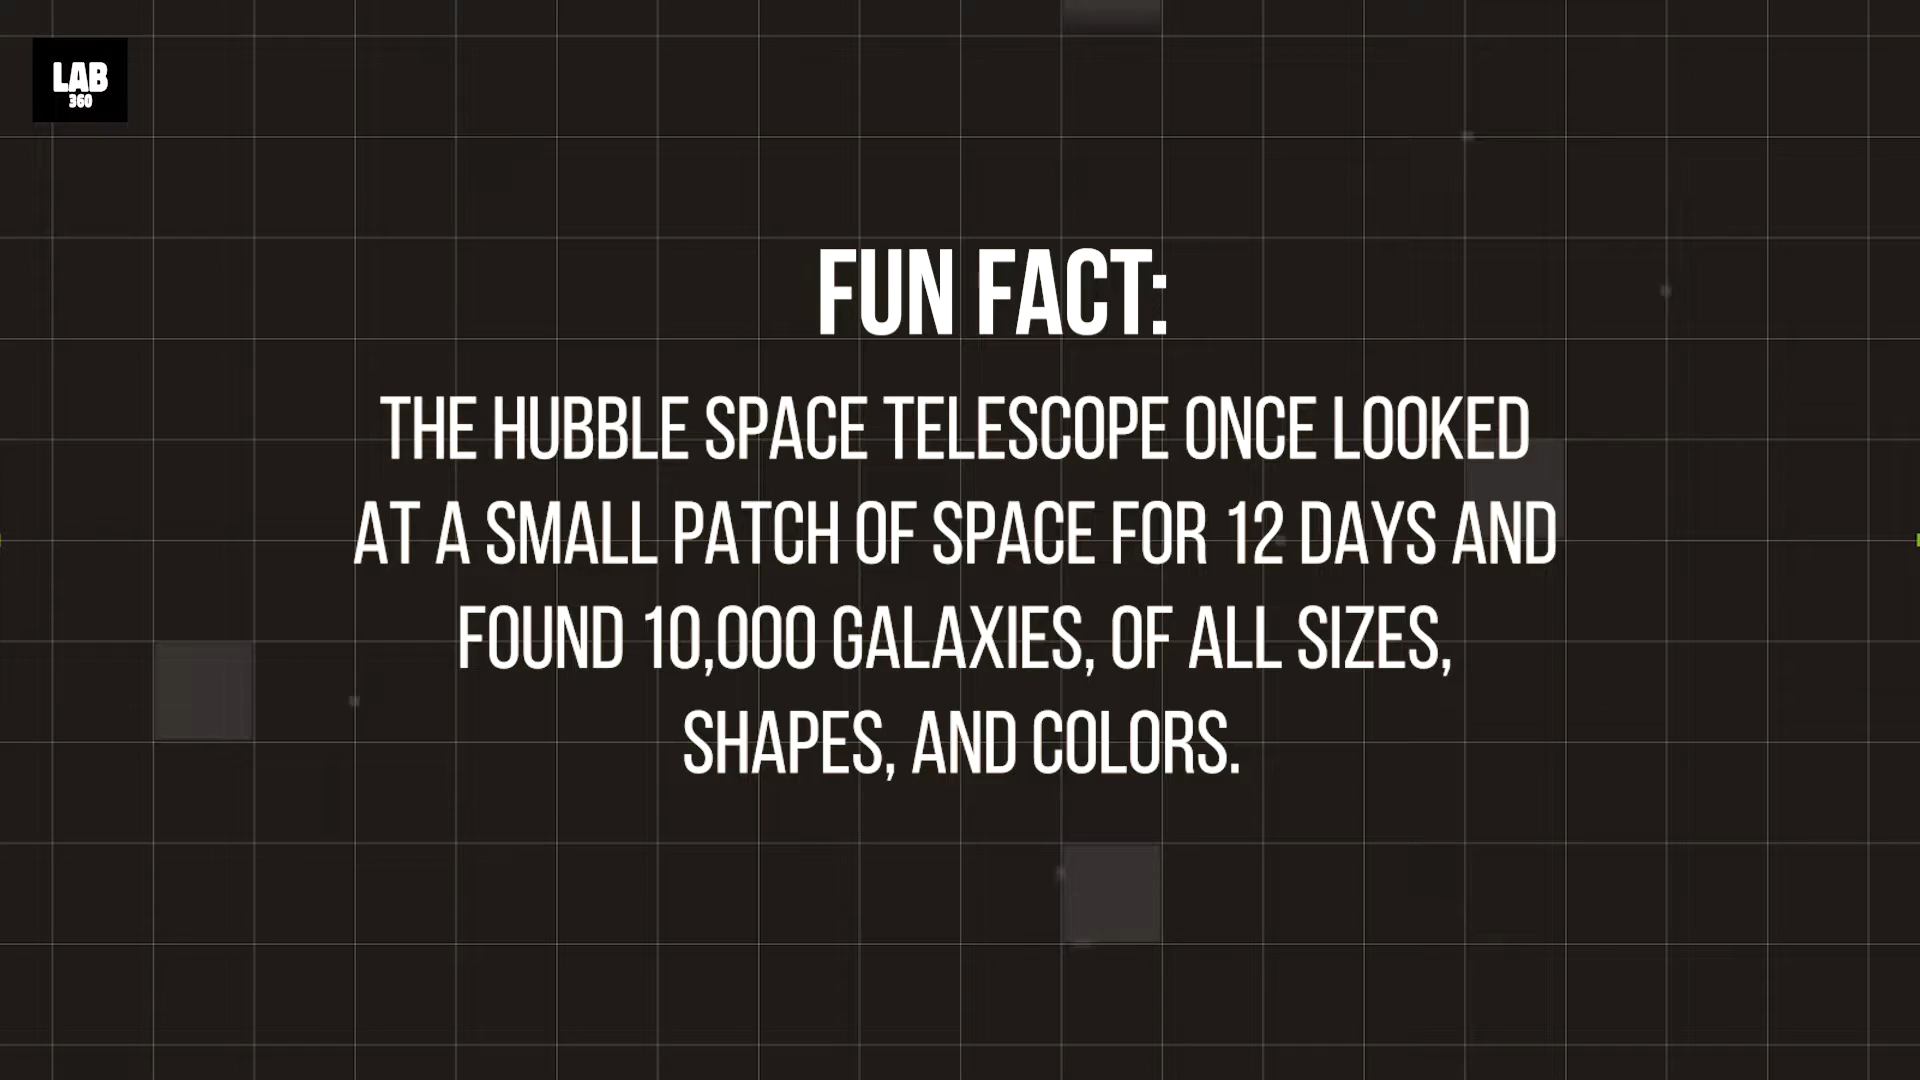 LAB
360
FUN FACT:
THE HUBBLE SPACE TELESCOPE ONCE LOOKED
AT A SMALL PATCH OF SPACE FOR 12 DAYS AND
FOUND 10,000 GALAXIES, OF ALL SIZES,
SHAPES, AND COLORS.